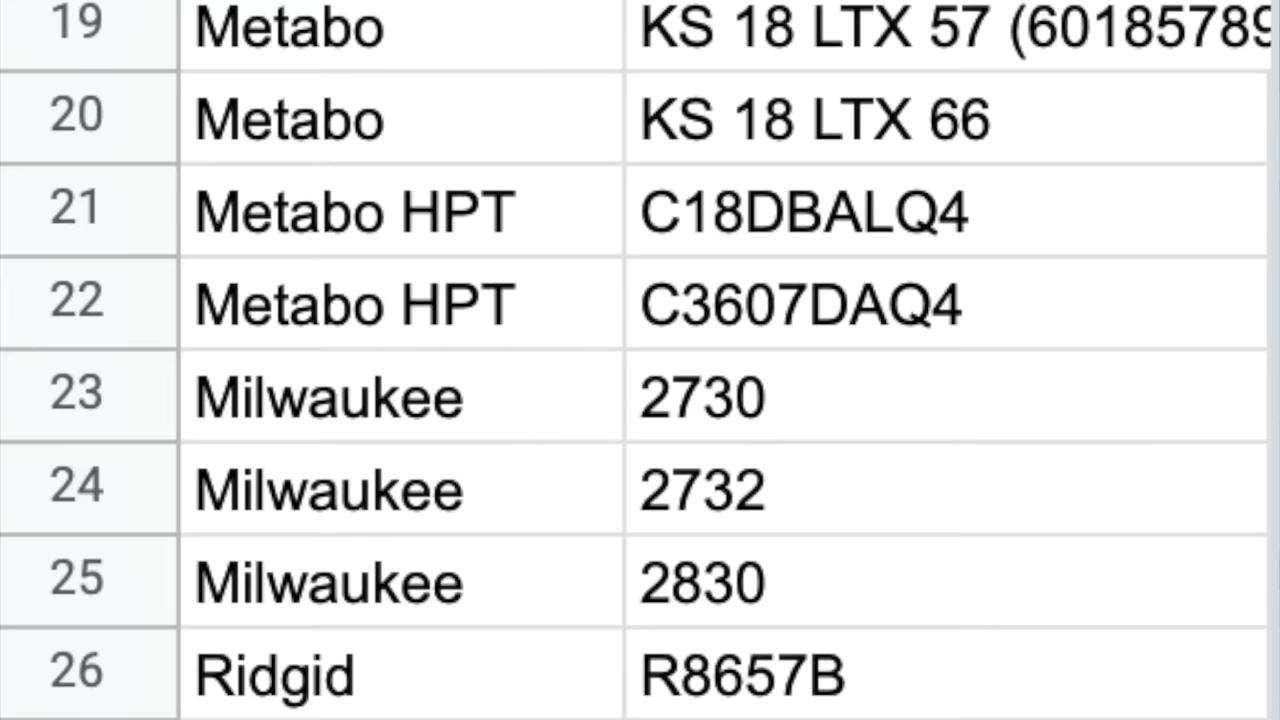 19 Metabo KS 18 LTX 57 (60185789
20 Metabo KS 18 LTX 66
21 Metabo HPT C18DBALQ4
22 Metabo HPT C3607DAQ4
23 Milwaukee 2730
24 Milwaukee 2732
25 Milwaukee 2830
26 Ridgid R8657B